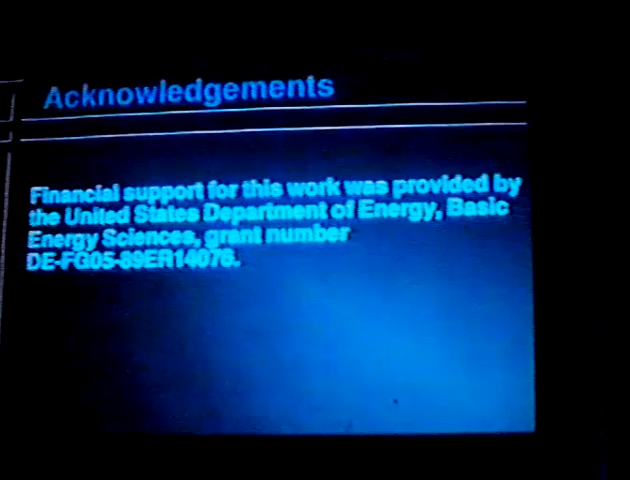 Acknowledgements
Financial support for this work was provided by
the United States Department of Energy, Basic
Energy Sciences, grant number
DE-FG05-89ER14076.